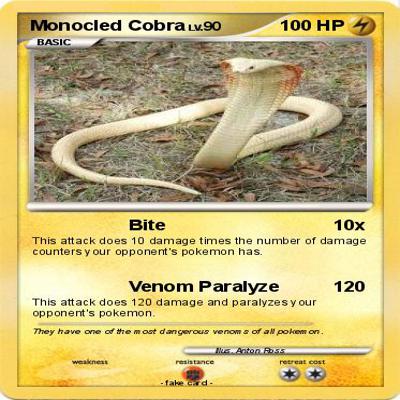 Monocled Cobra LV.90 100 HP
BASIC
Bite 10x
This attack does 10 damage times the number of damage
counters your opponent's pokemon has.
Venom Paralyze 120
This attack does 120 damage and paralyzes your
opponent's pokemon.
They have one of the most dangerous venoms of all pokemon.
Illus. Anton Ross
weakness resistance retreat cost
- fake card -